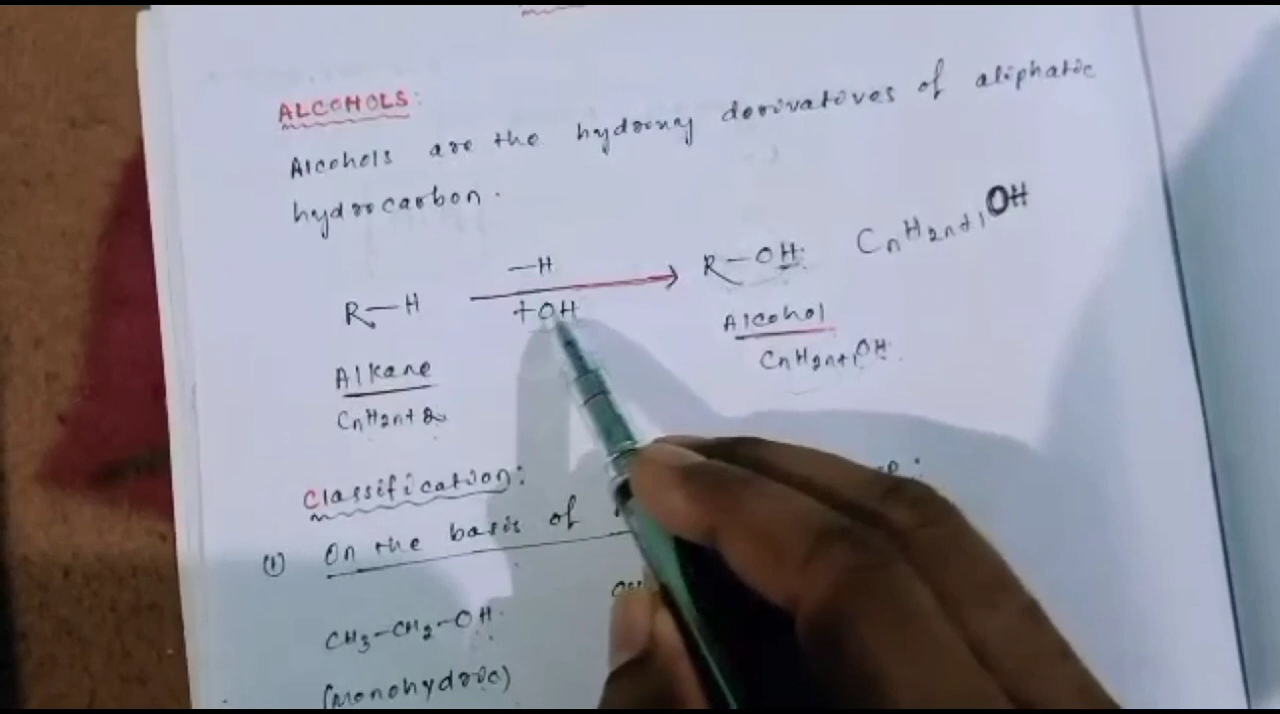 ALCOHOLS:
Alcohols are the hydroxy derivatives of aliphatic
hydrocarbon.
R—H —H +OH R—OH CnH2n+1OH
Alkane Alcohol
CnH2n+2 CnH2n+1OH.
Classification:
(1) On the basis of
CH3-CH2-OH.
(Monohydric)